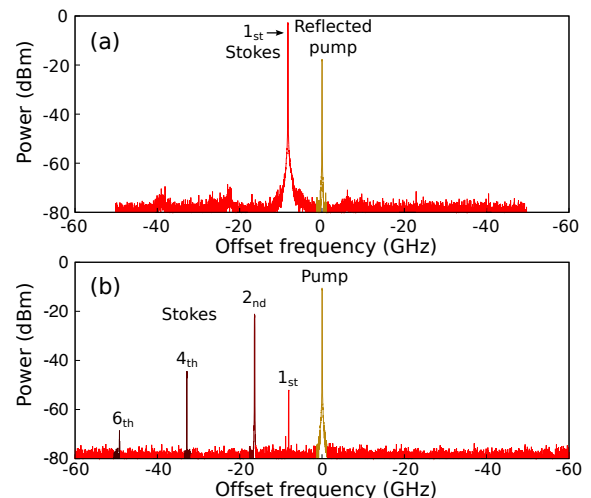 0
-20
-40
-60
-80
Power (dBm)
(a)
1st
Stokes
Reflected
pump
-60 -40 -20 -0 -20 -40 -60
Offset frequency (GHz)
0
-20
-40
-60
-80
Power (dBm)
(b)
Pump
2nd
Stokes
4th
1st
6th
-60 -40 -20 -0 -20 -40 -60
Offset frequency (GHz)